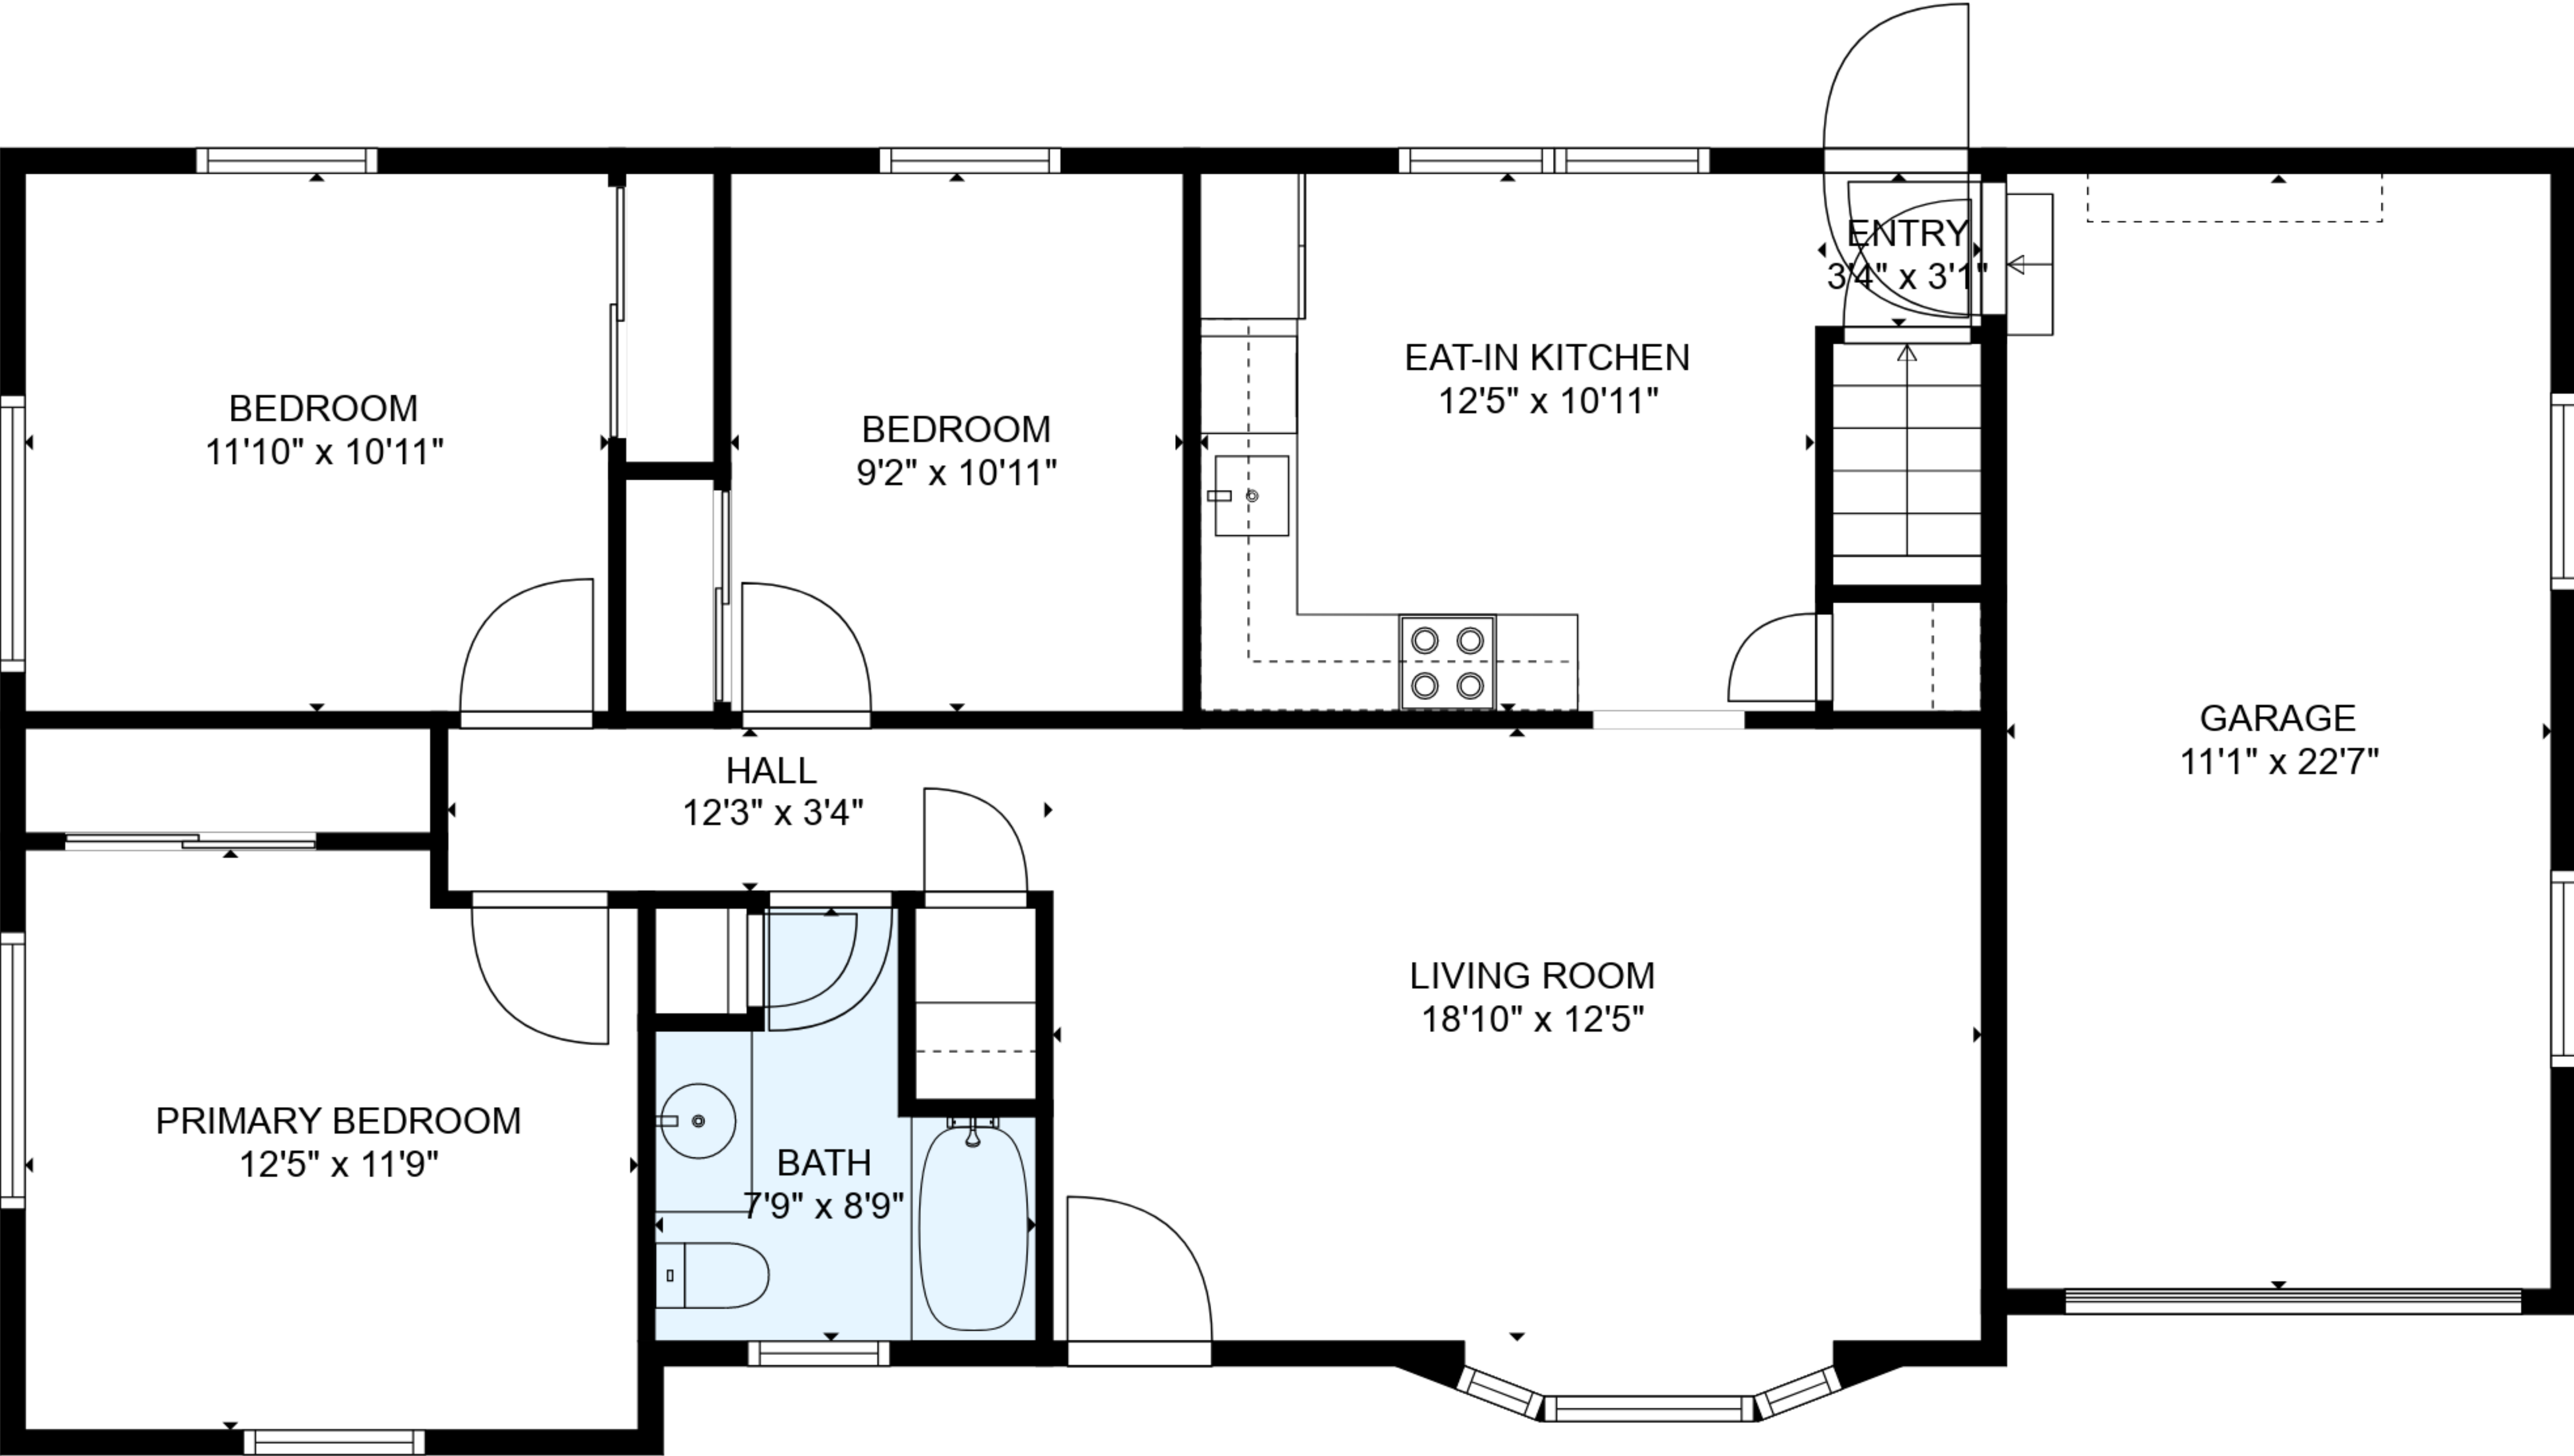 ENTRY
3'4" x 3'1"
EAT-IN KITCHEN
12'5" x 10'11"
BEDROOM
11'10" x 10'11"
BEDROOM
9'2" x 10'11"
GARAGE
11'1" x 22'7"
HALL
12'3" x 3'4"
LIVING ROOM
18'10" x 12'5"
PRIMARY BEDROOM
12'5" x 11'9"
BATH
7'9" x 8'9"